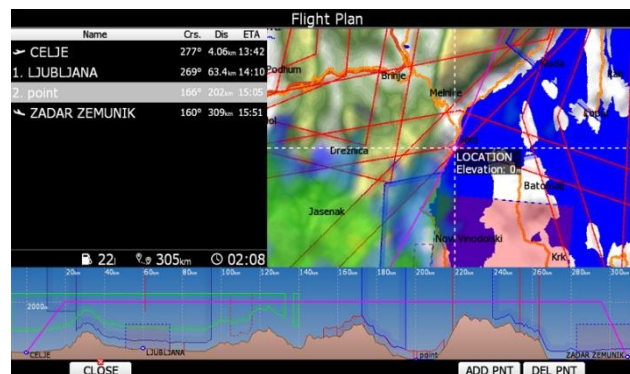 Flight Plan
Name Crs. Dis ETA
CELJE 277° 4.06km 13:42
1. LJUBLJANA 269° 63.4km 14:10
2. point 166° 202km 15:05
ZADAR ZEMUNIK 160° 309km 15:51
22l 305km 02:08
Podhum
Brinje
Melnice
Drežnica
LOCATION
Elevation: 0
Jasenak
Krk
20km 40km 60km 80km 100km 120km 140km 160km 180km 200km 220km 240km 260km 280km 300km
2000
CELJE LJUBLJANA point ZADAR ZEMUNIK
CLOSE ADD PNT DEL PNT